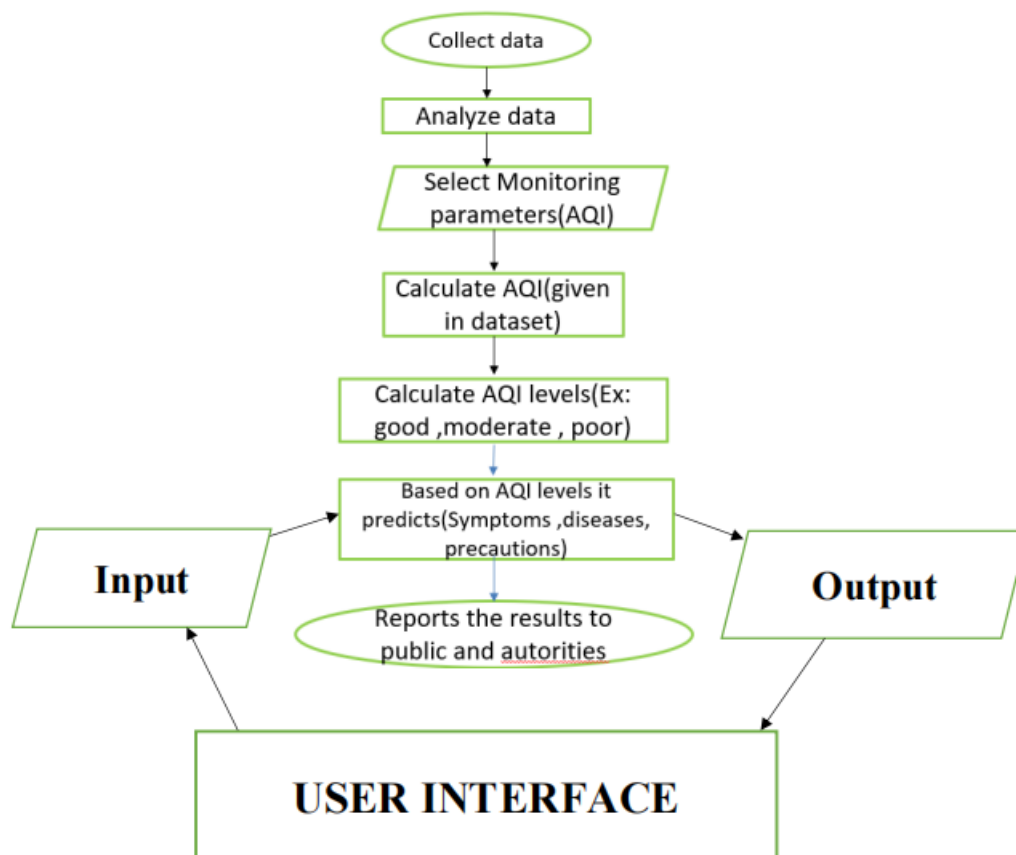 Collect data
Analyze data
Select Monitoring
parameters(AQI)
Calculate AQI(given
in dataset)
Calculate AQI levels(Ex:
good ,moderate , poor)
Based on AQI levels it
predicts(Symptoms ,diseases,
precautions)
Input
Output
Reports the results to
public and autorities
USER INTERFACE